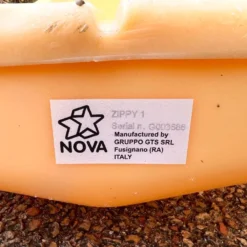 ZIPPY 1
Serial n.
NOVA
Manufactured by
GRUPPO GTS SRL
Fusignano (RA)
ITALY